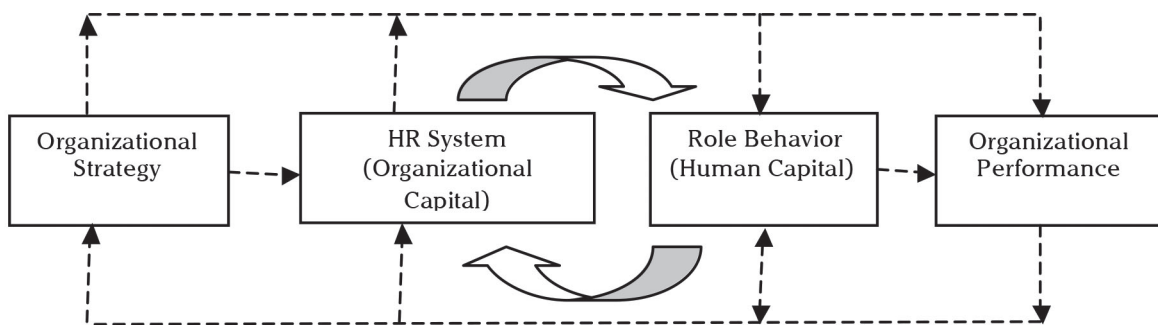 Organizational
Strategy
HR System
(Organizational
Capital)
Role Behavior
(Human Capital)
Organizational
Performance